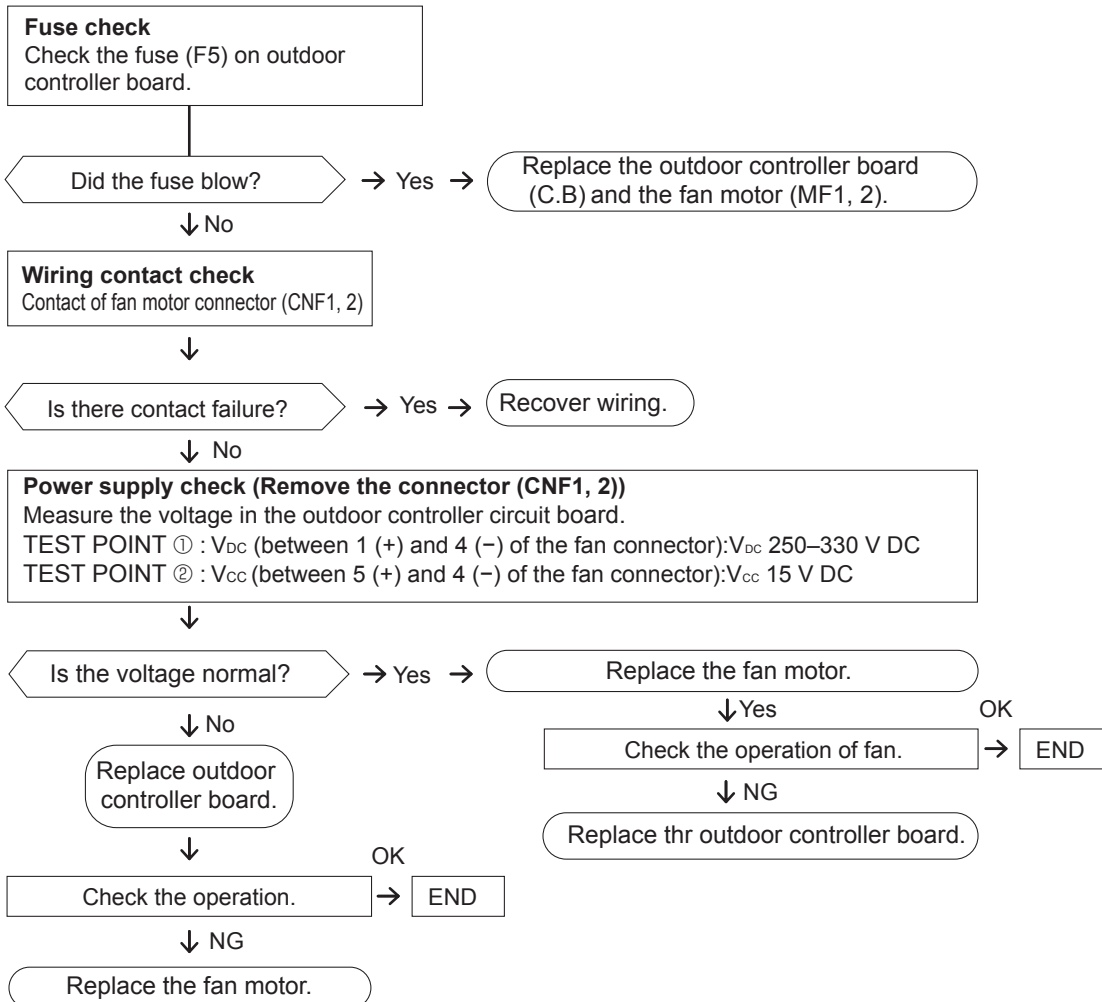 Fuse check
Check the fuse (F5) on outdoor
controller board.
Did the fuse blow?
→ Yes →
Replace the outdoor controller board
(C.B) and the fan motor (MF1, 2).
↓ No
Wiring contact check
Contact of fan motor connector (CNF1, 2)
↓
Is there contact failure?
→ Yes →
Recover wiring.
↓ No
Power supply check (Remove the connector (CNF1, 2))
Measure the voltage in the outdoor controller circuit board.
TEST POINT ① : VDC (between 1 (+) and 4 (−) of the fan connector):VDC 250–330 V DC
TEST POINT ② : VCC (between 5 (+) and 4 (−) of the fan connector):VCC 15 V DC
↓
Is the voltage normal?
→ Yes →
Replace the fan motor.
↓ Yes
Check the operation of fan.
OK
→
END
↓ NG
Replace thr outdoor controller board.
↓ No
Replace outdoor
controller board.
↓
Check the operation.
OK
→
END
↓ NG
Replace the fan motor.